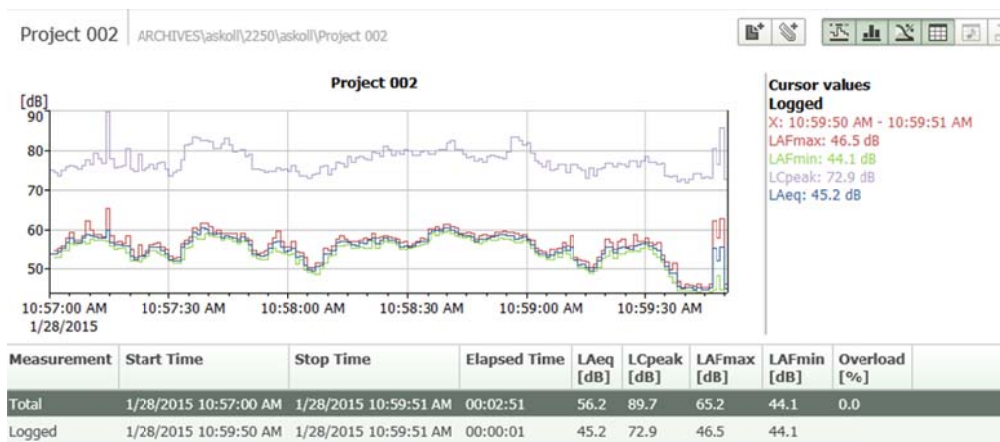 Project 002 ARCHIVES\askoll\2250\askoll\Project 002
Project 002
[dB]
90
80
70
60
50
10:57:00 AM 10:57:30 AM 10:58:00 AM 10:58:30 AM 10:59:00 AM 10:59:30 AM
1/28/2015
Cursor values
Logged
X: 10:59:50 AM - 10:59:51 AM
LAFmax: 46.5 dB
LAFmin: 44.1 dB
LCpeak: 72.9 dB
LAeq: 45.2 dB
Measurement Start Time Stop Time Elapsed Time LAeq [dB] LCpeak [dB] LAFmax [dB] LAFmin [dB] Overload [%]
Total 1/28/2015 10:57:00 AM 1/28/2015 10:59:51 AM 00:02:51 56.2 89.7 65.2 44.1 0.0
Logged 1/28/2015 10:59:50 AM 1/28/2015 10:59:51 AM 00:00:01 45.2 72.9 46.5 44.1